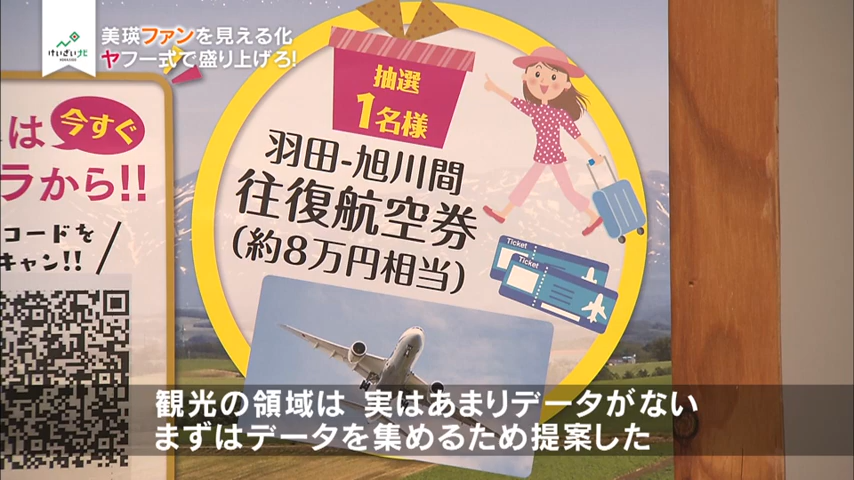 けいざいナビ
美瑛ファンを見える化
ヤフー式で盛り上げろ!
は今すぐ
ラから!!
コードを
キャン!!
抽選
1名様
羽田-旭川間
往復航空券
(約8万円相当)
Ticket
Ticket
観光の領域は 実はあまりデータがない
まずはデータを集めるため提案した